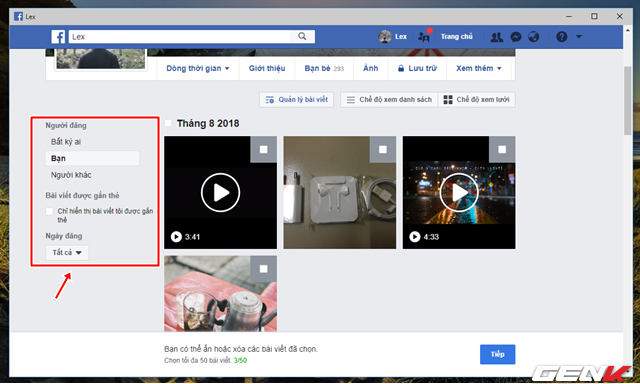 Lex
Lex
Lex
Trang chủ
Dòng thời gian
Giới thiệu
Bạn bè 293
Ảnh
Lưu trữ
Xem thêm
Quản lý bài viết
Chế độ xem danh sách
Chế độ xem lưới
Người đăng
Bất kỳ ai
Bạn
Người khác
Bài viết được gắn thẻ
Chỉ hiển thị bài viết tôi được gắn
thẻ
Ngày đăng
Tất cả
Tháng 8 2018
3:41
4:33
Bạn có thể ẩn hoặc xóa các bài viết đã chọn.
Chọn tối đa 50 bài viết. 3/50.
Tiếp
GENK